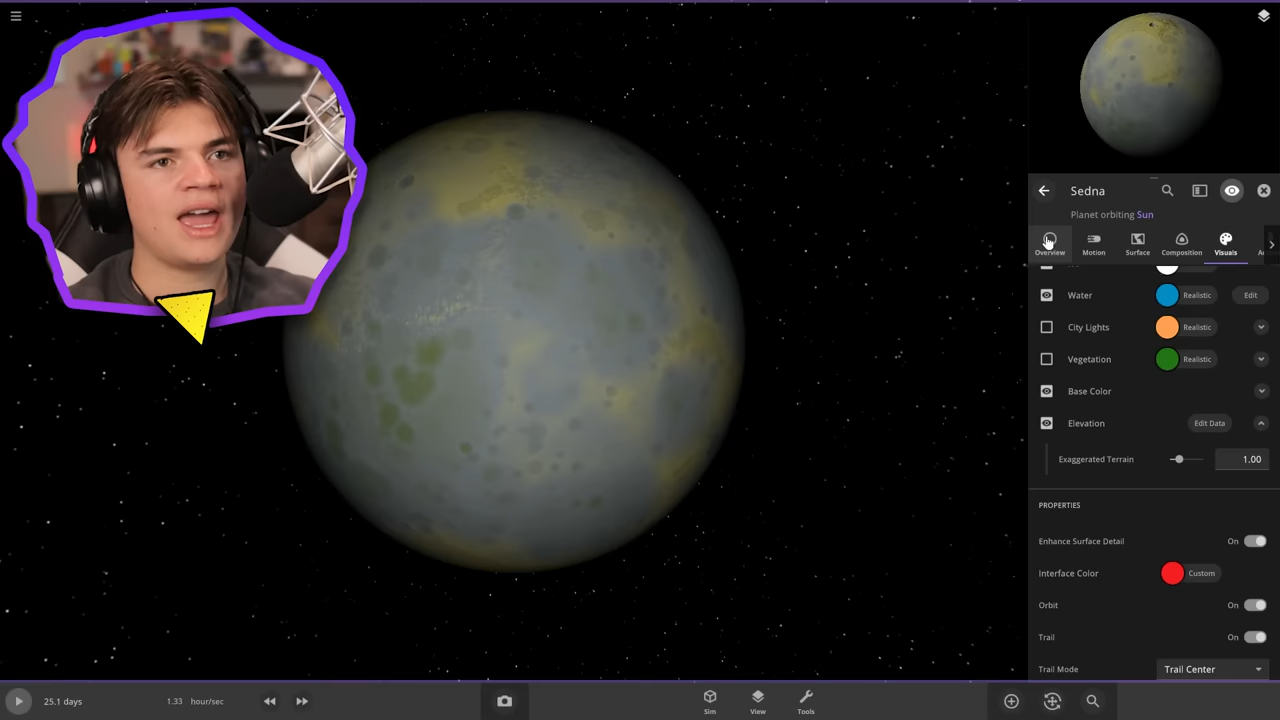 Sedna
Planet orbiting Sun
Overview
Motion
Surface
Composition
Visuals
Water
Realistic
Edit
City Lights
Realistic
Vegetation
Realistic
Base Color
Elevation
Edit Data
Exaggerated Terrain
1.00
PROPERTIES
Enhance Surface Detail
On
Interface Color
Custom
Orbit
On
Trail
On
Trail Mode
Trail Center
25.1 days
1.33 hour/sec
Sim
View
Tools